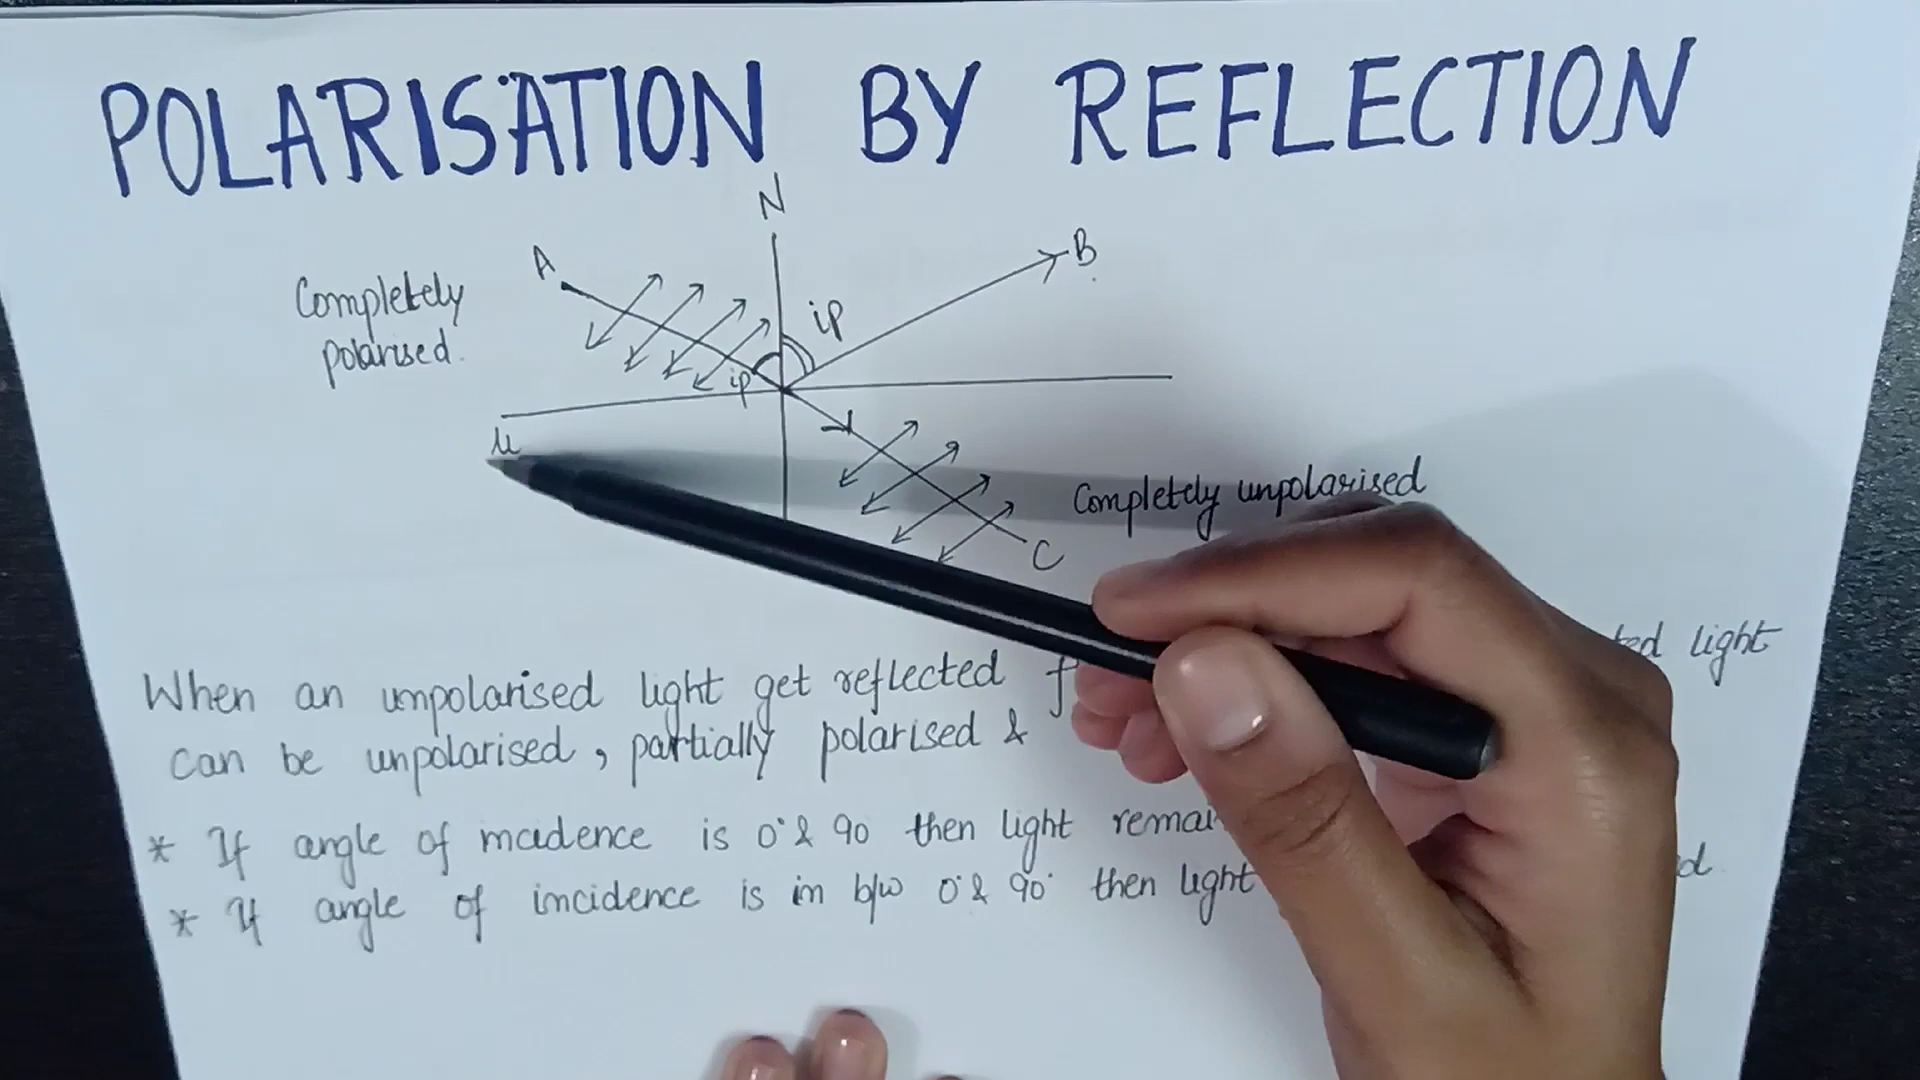 POLARISATION BY REFLECTION
N
A
B
Completely
polarised.
ip
ip
μ
Completely unpolarised
C
When an unpolarised light get reflected light
can be unpolarised, partially polarised &
* If angle of incidence is 0° & 90 then light
* If angle of incidence is in b/w 0° & 90° then light